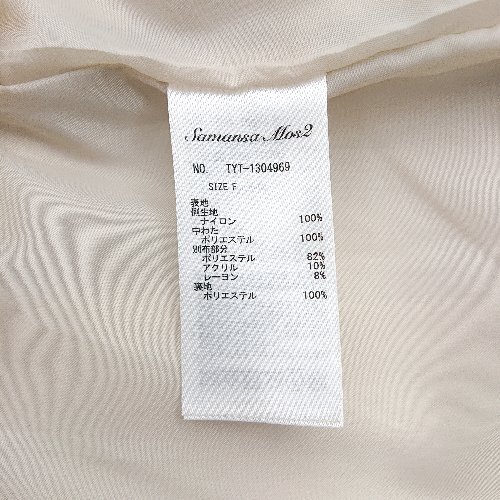 Samansa Mos2
NO. TYT-1304969
SIZE F
表地
側生地
ナイロン 100%
中わた
ポリエステル 100%
別布部分
ポリエステル 82%
アクリル 10%
レーヨン 8%
裏地
ポリエステル 100%